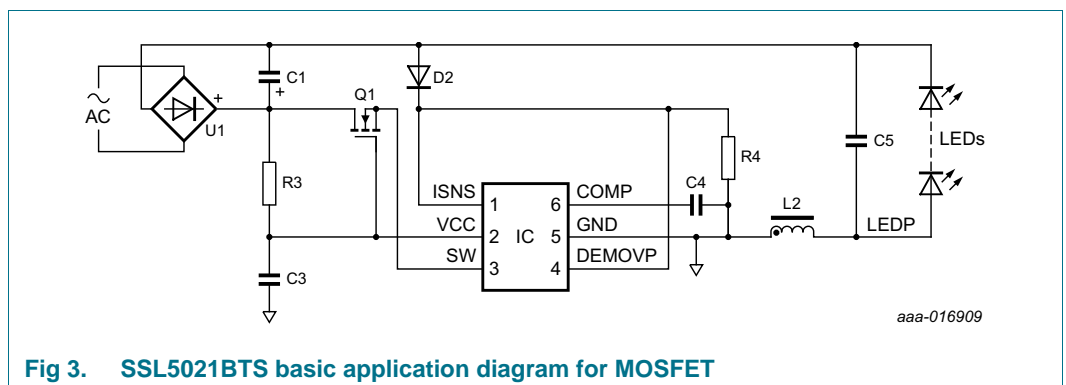 C1
+
D2
Q1
AC
+
U1
R3
C3
ISNS
VCC
SW
1
2
3
IC
6
5
4
COMP
GND
DEMOVP
C4
R4
L2
C5
LEDs
LEDP
aaa-016909
Fig 3. SSL5021BTS basic application diagram for MOSFET